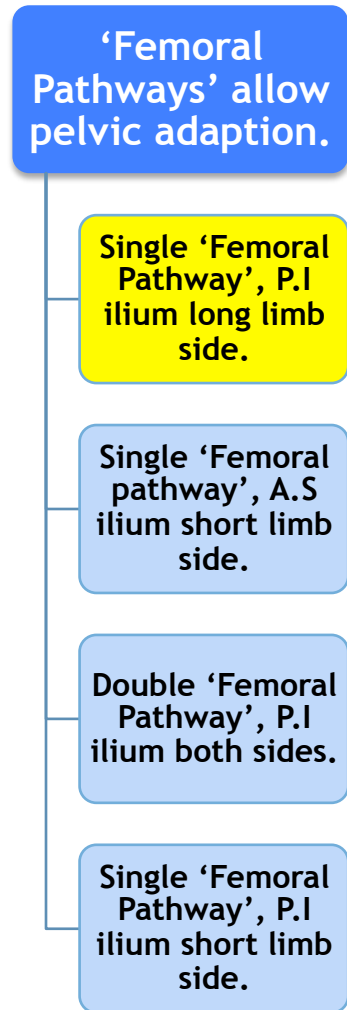 ‘Femoral
Pathways’ allow
pelvic adaption.
Single ‘Femoral
Pathway’, P.I
ilium long limb
side.
Single ‘Femoral
pathway’, A.S
ilium short limb
side.
Double ‘Femoral
Pathway’, P.I
ilium both sides.
Single ‘Femoral
Pathway’, P.I
ilium short limb
side.